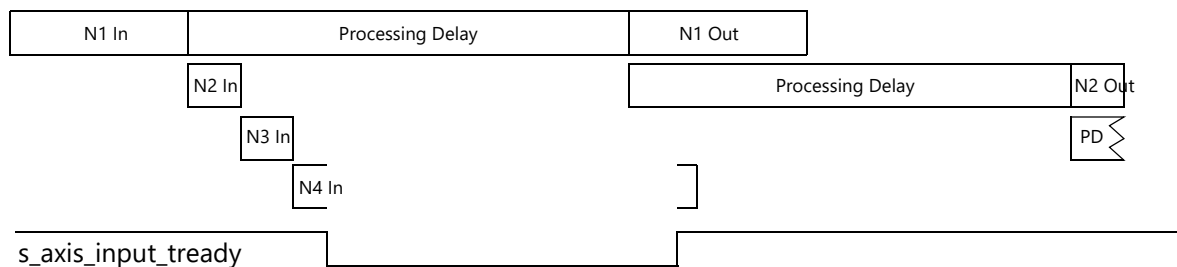 N1 In
Processing Delay
N1 Out
N2 In
Processing Delay
N2 Out
N3 In
PD
N4 In
s_axis_input_tready